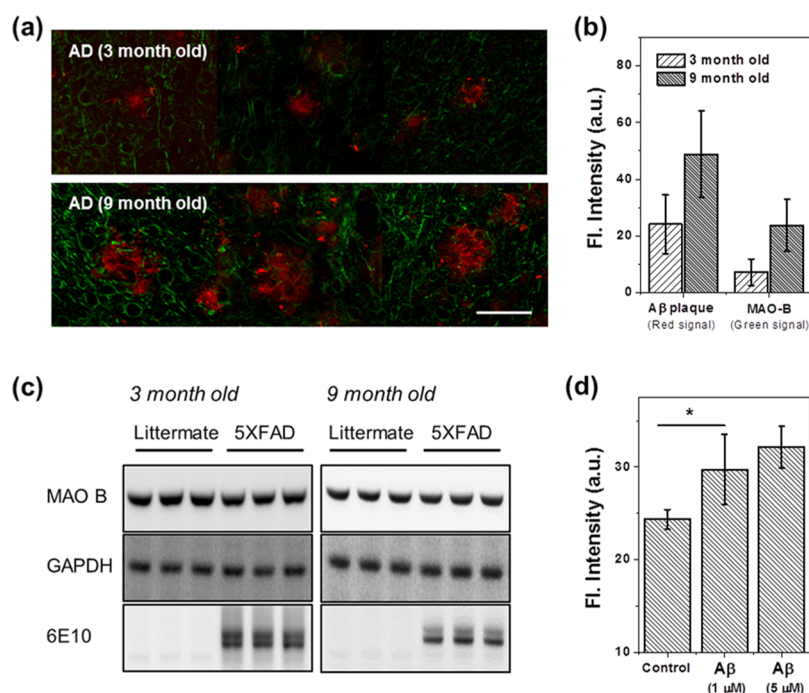 (a)
AD (3 month old)
AD (9 month old)
(b)
Fl. Intensity (a.u.)
80
60
40
20
0
3 month old
9 month old
Aβ plaque
(Red signal)
MAO-B
(Green signal)
(c)
3 month old
9 month old
Littermate
5XFAD
Littermate
5XFAD
MAO B
GAPDH
6E10
(d)
Fl. Intensity (a.u.)
30
20
10
*
Control
Aβ
(1 μM)
Aβ
(5 μM)